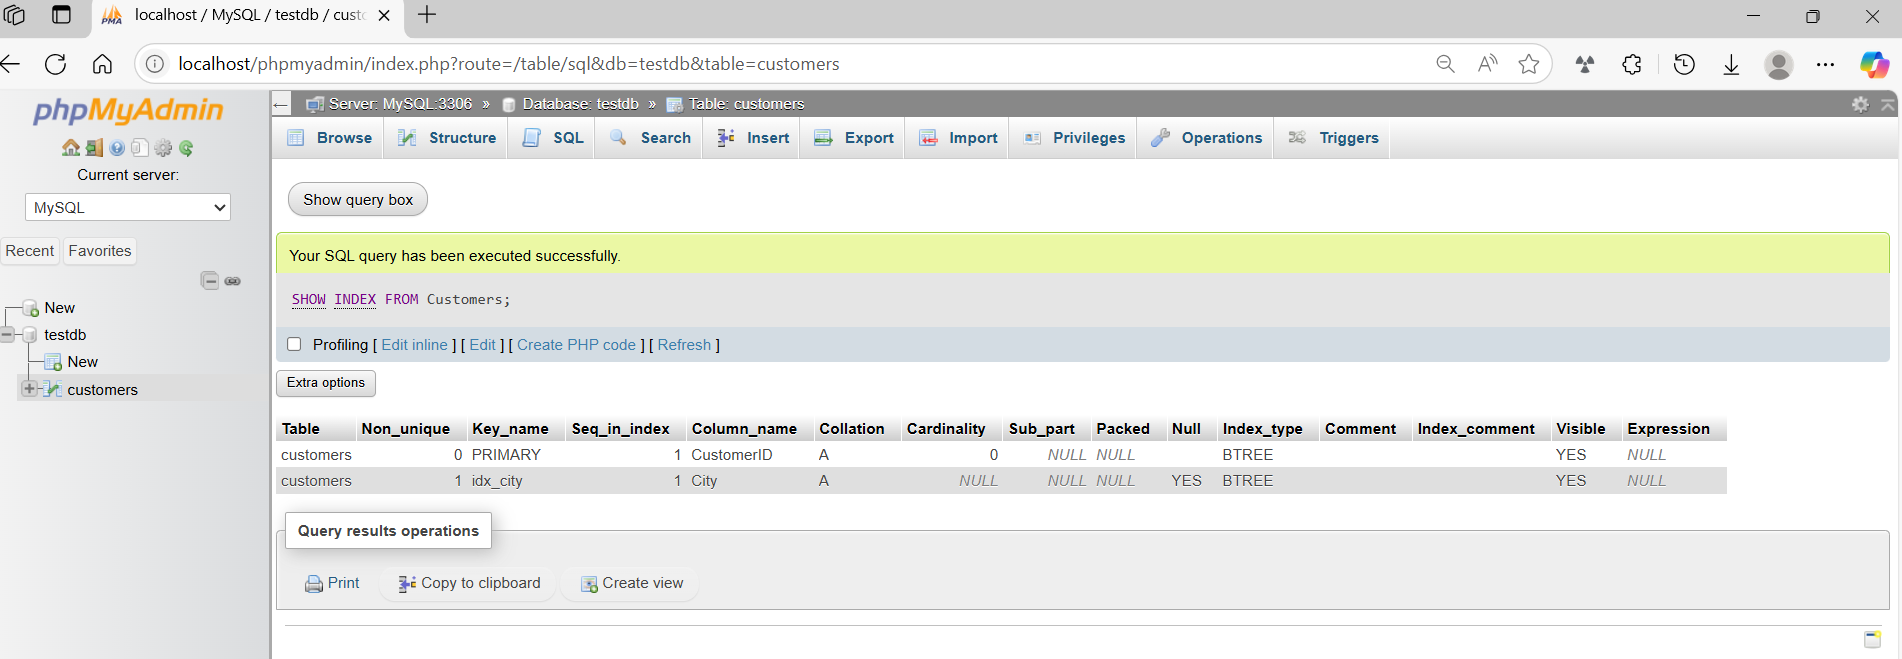 localhost / MySQL / testdb / custo
localhost/phpmyadmin/index.php?route=/table/sql&db=testdb&table=customers
phpMyAdmin
Current server:
MySQL
Recent Favorites
New
testdb
New
customers
Server: MySQL:3306 » Database: testdb » Table: customers
Browse Structure SQL Search Insert Export Import Privileges Operations Triggers
Show query box
Your SQL query has been executed successfully.
SHOW INDEX FROM Customers;
Profiling [ Edit inline ] [ Edit ] [ Create PHP code ] [ Refresh ]
Extra options
Table Non_unique Key_name Seq_in_index Column_name Collation Cardinality Sub_part Packed Null Index_type Comment Index_comment Visible Expression
customers 0 PRIMARY 1 CustomerID A 0 NULL NULL BTREE YES NULL
customers 1 idx_city 1 City A NULL NULL NULL YES BTREE YES NULL
Query results operations
Print Copy to clipboard Create view